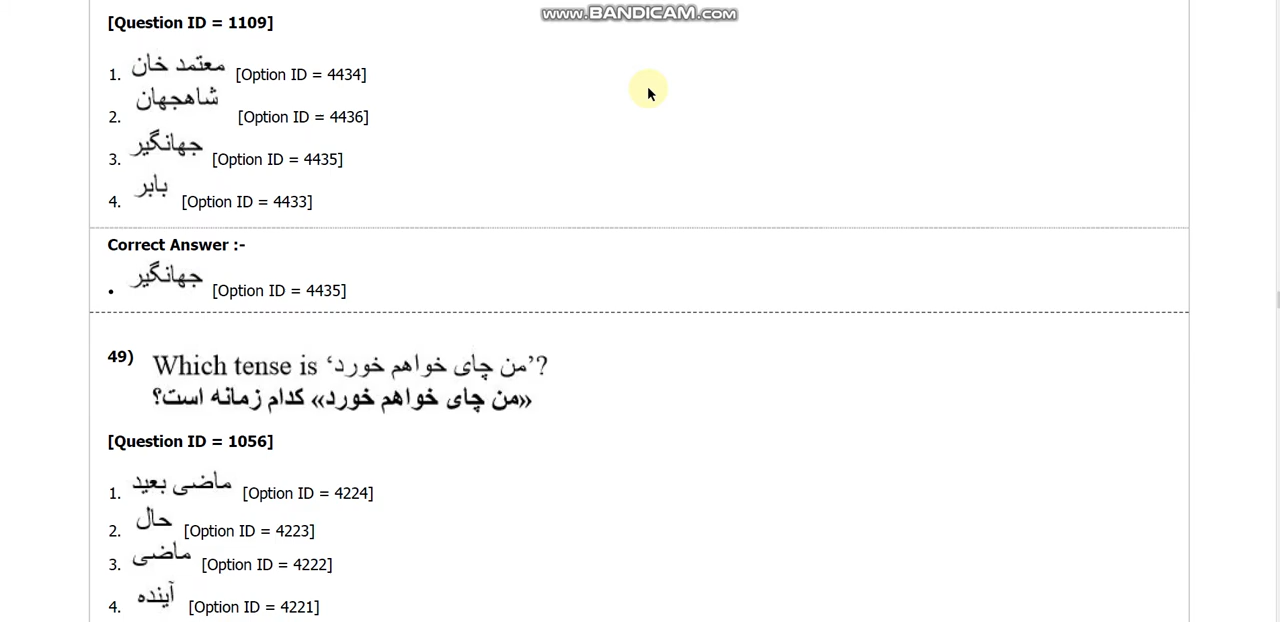 www.BANDICAM.com
[Question ID = 1109]
1. معتمد خان [Option ID = 4434]
2. شاهجهان [Option ID = 4436]
3. جهانگیر [Option ID = 4435]
4. بابر [Option ID = 4433]
Correct Answer :-
• جهانگیر [Option ID = 4435]
49) Which tense is ‘من چای خواهم خورد’?
«من چای خواهم خورد» کدام زمانه است؟
[Question ID = 1056]
1. ماضی بعید [Option ID = 4224]
2. حال [Option ID = 4223]
3. ماضی [Option ID = 4222]
4. آینده [Option ID = 4221]